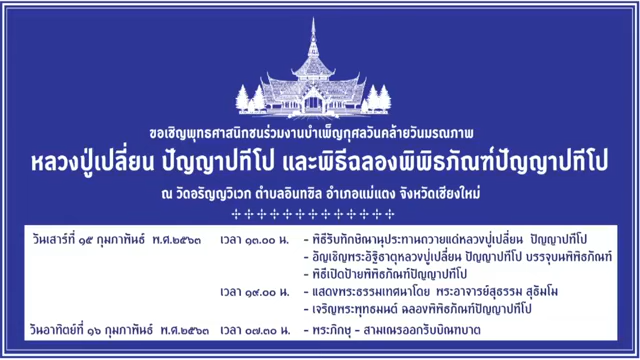 ขอเชิญพุทธศาสนิกชนร่วมงานบำเพ็ญกุศลวันคล้ายวันมรณภาพ
หลวงปู่เปลี่ยน ปัญญาปทีโป และพิธีฉลองพิพิธภัณฑ์ปัญญาปทีโป
ณ วัดอรัญญวิเวก ตำบลอินทขิล อำเภอแม่แตง จังหวัดเชียงใหม่
วันเสาร์ที่ ๑๕ กุมภาพันธ์ พ.ศ.๒๕๖๓ เวลา ๑๓.๐๐ น. - พิธีรับทักษิณานุประทานถวายแด่หลวงปู่เปลี่ยน ปัญญาปทีโป
- อัญเชิญพระอัฐิธาตุหลวงปู่เปลี่ยน ปัญญาปทีโป บรรจุบนพิพิธภัณฑ์
- พิธีเปิดป้ายพิพิธภัณฑ์ปัญญาปทีโป
เวลา ๑๙.๐๐ น. - แสดงพระธรรมเทศนาโดย พระอาจารย์สุธรรม สุธัมโม
- เจริญพระพุทธมนต์ ฉลองพิพิธภัณฑ์ปัญญาปทีโป
วันอาทิตย์ที่ ๑๖ กุมภาพันธ์ พ.ศ.๒๕๖๓ เวลา ๐๗.๓๐ น. - พระภิกษุ - สามเณรออกรับบิณฑบาต